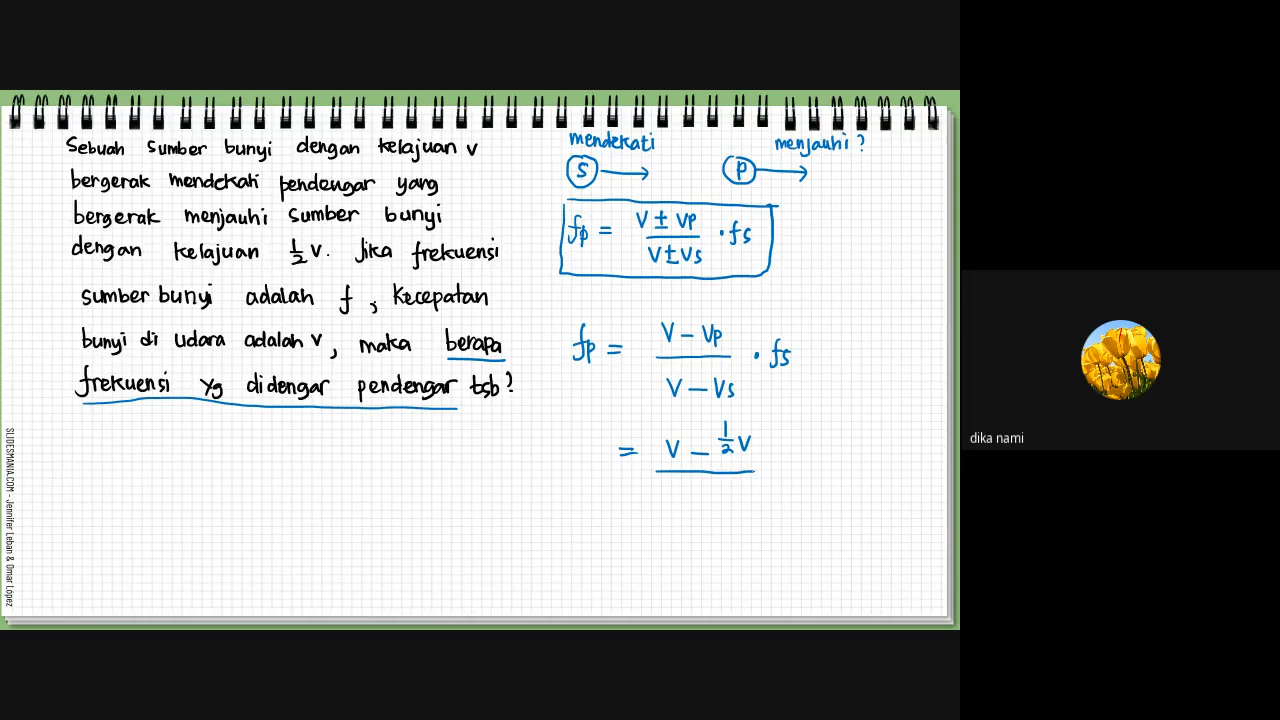 Sebuah sumber bunyi dengan kelajuan v
bergerak mendekati pendengar yang
bergerak menjauhi sumber bunyi
dengan kelajuan 1/2 v. Jika frekuensi
sumber bunyi adalah f, kecepatan
bunyi di udara adalah v, maka berapa
frekuensi yg didengar pendengar tsb?
mendekati menjauhi?
S → P →
fp = (V ± Vp)/(V ± Vs) · fs
fp = (V - Vp)/(V - Vs) · fs
= V - 1/2 V
SLIDESMANIA.COM - Jennifer Leban & Omar López
dika nami